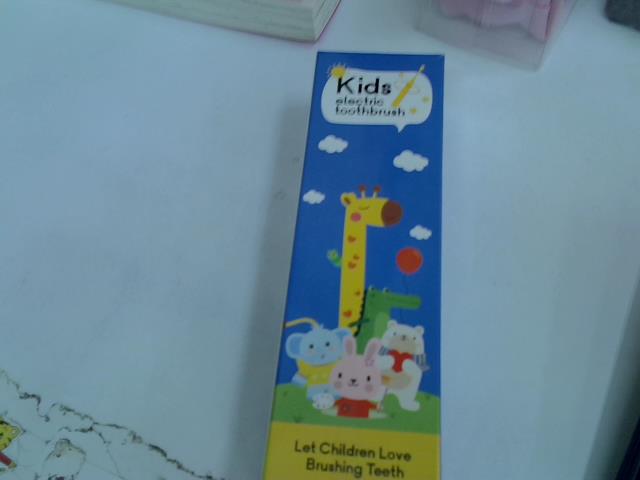 Kids
electric
toothbrush
Let Children Love
Brushing Teeth